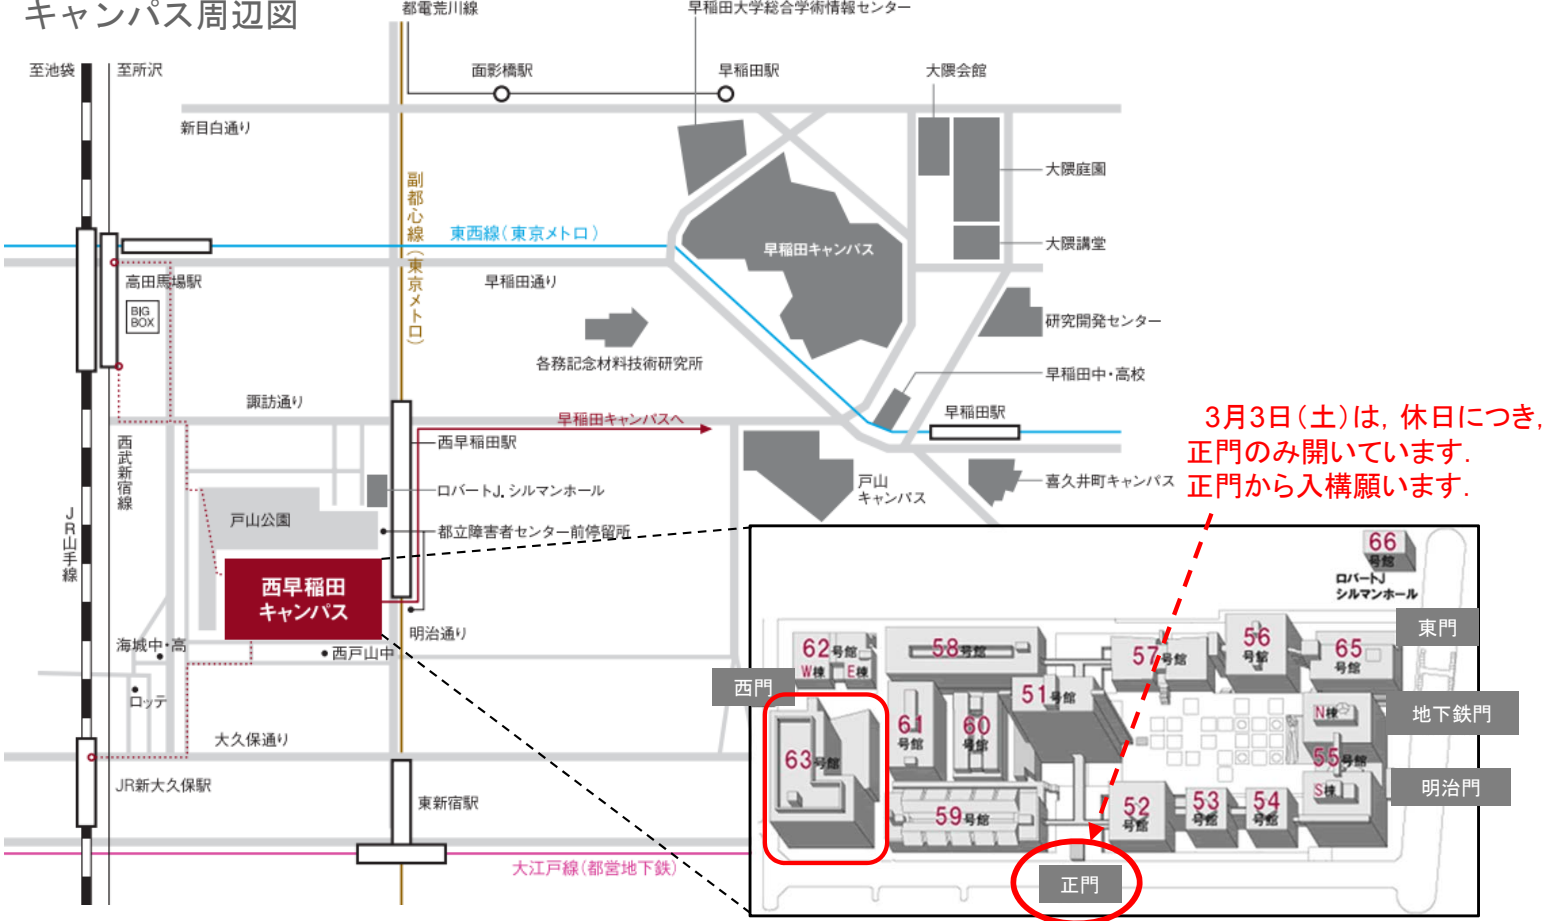 キャンパス周辺図
都電荒川線
早稲田大学総合学術情報センター
至池袋
至所沢
面影橋駅
早稲田駅
大隈会館
新目白通り
大隈庭園
副都心線(東京メトロ)
東西線(東京メトロ)
早稲田キャンパス
大隈講堂
高田馬場駅
早稲田通り
BIG
BOX
研究開発センター
各務記念材料技術研究所
早稲田中・高校
諏訪通り
早稲田キャンパスへ
早稲田駅
3月3日(土)は, 休日につき,
正門のみ開いています.
正門から入構願います.
西武新宿線
西早稲田駅
ロバートJ. シルマンホール
戸山
キャンパス
喜久井町キャンパス
JR山手線
戸山公園
都立障害者センター前停留所
西早稲田
キャンパス
明治通り
海城中・高
西戸山中
ロッテ
大久保通り
JR新大久保駅
東新宿駅
大江戸線(都営地下鉄)
66
号館
ロバートJ
シルマンホール
東門
62号館
W棟 E棟
58号館
57号館
56
号館
65
号館
西門
51号館
61
号館
60
号館
N棟
地下鉄門
63号館
55号館
S棟
明治門
59号館
52
号館
53
号館
54
号館
正門